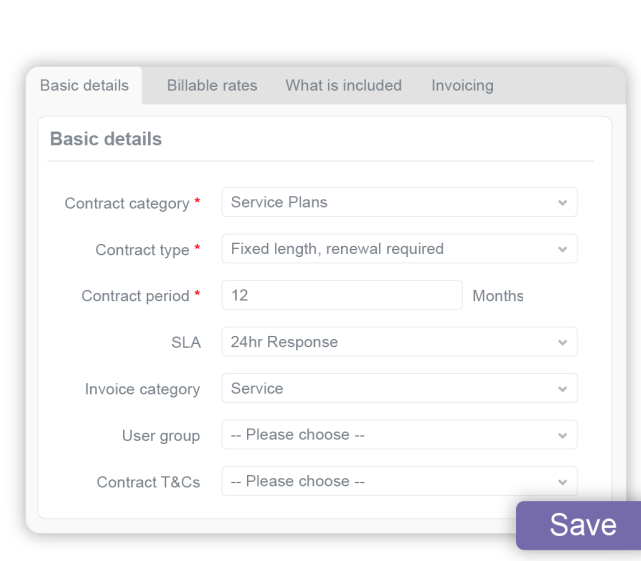 Basic details Billable rates What is included Invoicing
Basic details
Contract category * Service Plans
Contract type * Fixed length, renewal required
Contract period * 12 Months
SLA 24hr Response
Invoice category Service
User group -- Please choose --
Contract T&Cs -- Please choose --
Save